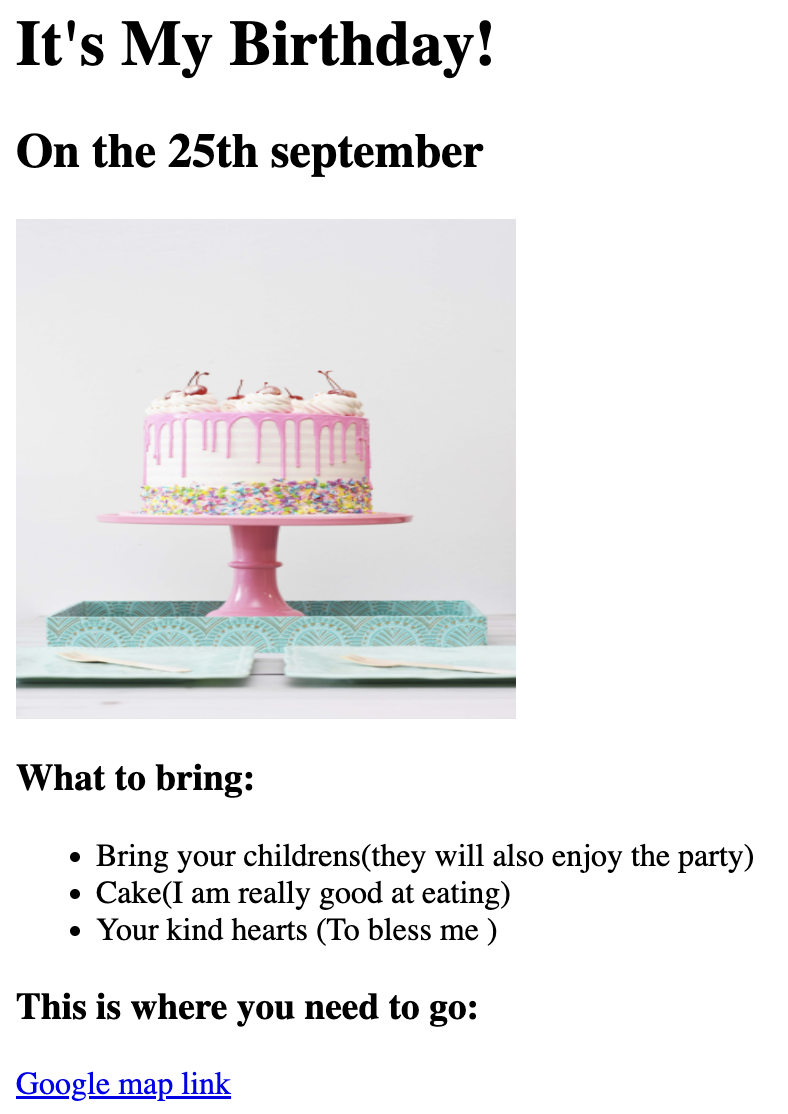 It's My Birthday!
On the 25th september
What to bring:
Bring your childrens(they will also enjoy the party)
Cake(I am really good at eating)
Your kind hearts (To bless me )
This is where you need to go:
Google map link